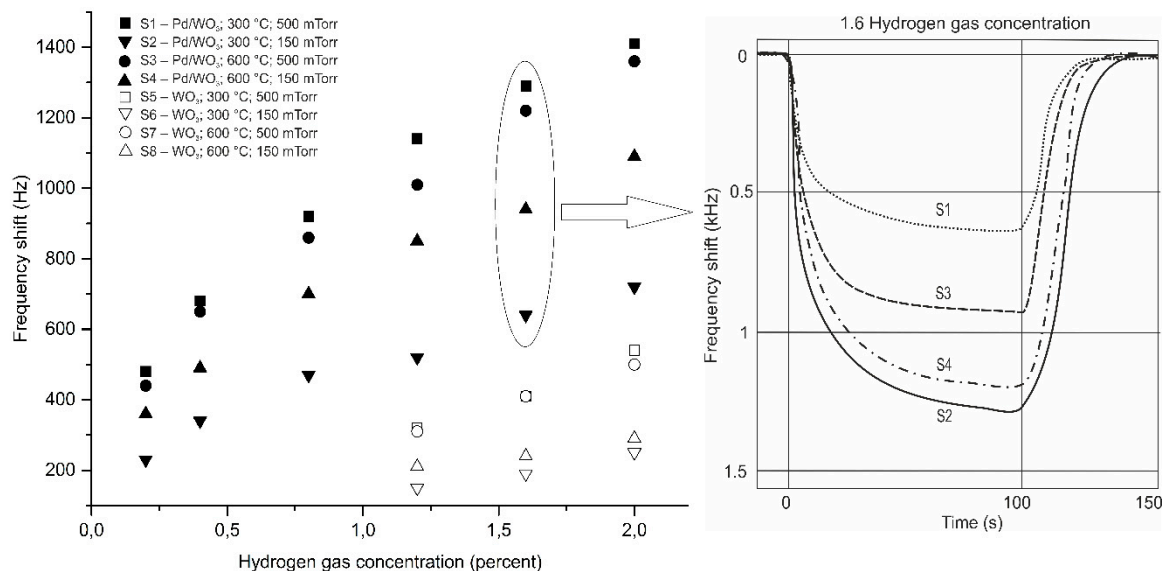 S1 – Pd/WO₃; 300 °C; 500 mTorr
S2 – Pd/WO₃; 300 °C; 150 mTorr
S3 – Pd/WO₃; 600 °C; 500 mTorr
S4 – Pd/WO₃; 600 °C; 150 mTorr
S5 – WO₃; 300 °C; 500 mTorr
S6 – WO₃; 300 °C; 150 mTorr
S7 – WO₃; 600 °C; 500 mTorr
S8 – WO₃; 600 °C; 150 mTorr
Frequency shift (Hz)
1400
1200
1000
800
600
400
200
0,0
0,5
1,0
1,5
2,0
Hydrogen gas concentration (percent)
1.6 Hydrogen gas concentration
Frequency shift (kHz)
0
0.5
1
1.5
S1
S3
S4
S2
0
100
150
Time (s)